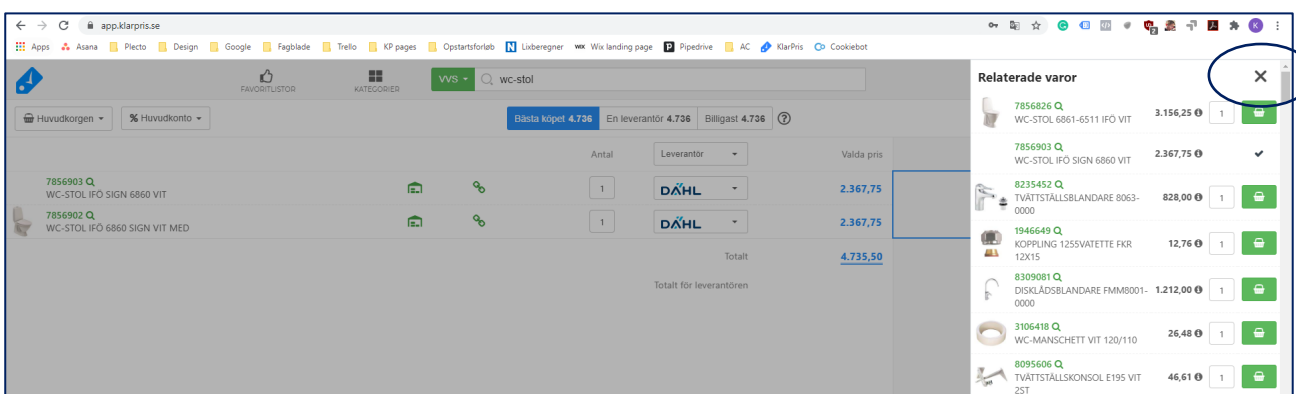 app.klarpris.se
Apps Asana Plecto Design Google Fagblade Trello KP pages Opstartsforløb Lixberegner WIX Wix landing page Pipedrive AC KlarPris Cookiebot
FAVORITLISTOR KATEGORIER VVS wc-stol
Huvudkorgen % Huvudkonto Bästa köpet 4.736 En leverantör 4.736 Billigast 4.736
Antal Leverantör Valda pris
7856903
WC-STOL IFÖ SIGN 6860 VIT 1 DAHL 2.367,75
7856902
WC-STOL IFÖ 6860 SIGN VIT MED 1 DAHL 2.367,75
Totalt 4.735,50
Totalt för leverantören
Relaterade varor
7856826
WC-STOL 6861-6511 IFÖ VIT 3.156,25 1
7856903
WC-STOL IFÖ SIGN 6860 VIT 2.367,75
8235452
TVÄTTSTÄLLSBLANDARE 8063- 828,00 1
0000
1946649
KOPPLING 1255VATETTE FKR 12,76 1
12X15
8309081
DISKLÅDSBLANDARE FMM8001- 1.212,00 1
0000
3106418
WC-MANSCHETT VIT 120/110 26,48 1
8095606
TVÄTTSTÄLLSKONSOL E195 VIT 46,61 1
2ST